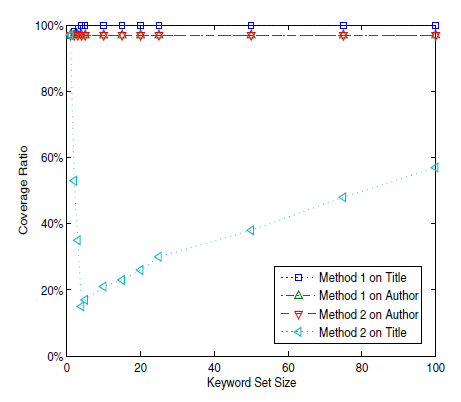 100%
80%
60%
40%
20%
0%
Coverage Ratio
0
20
40
60
80
100
Keyword Set Size
Method 1 on Title
Method 1 on Author
Method 2 on Author
Method 2 on Title